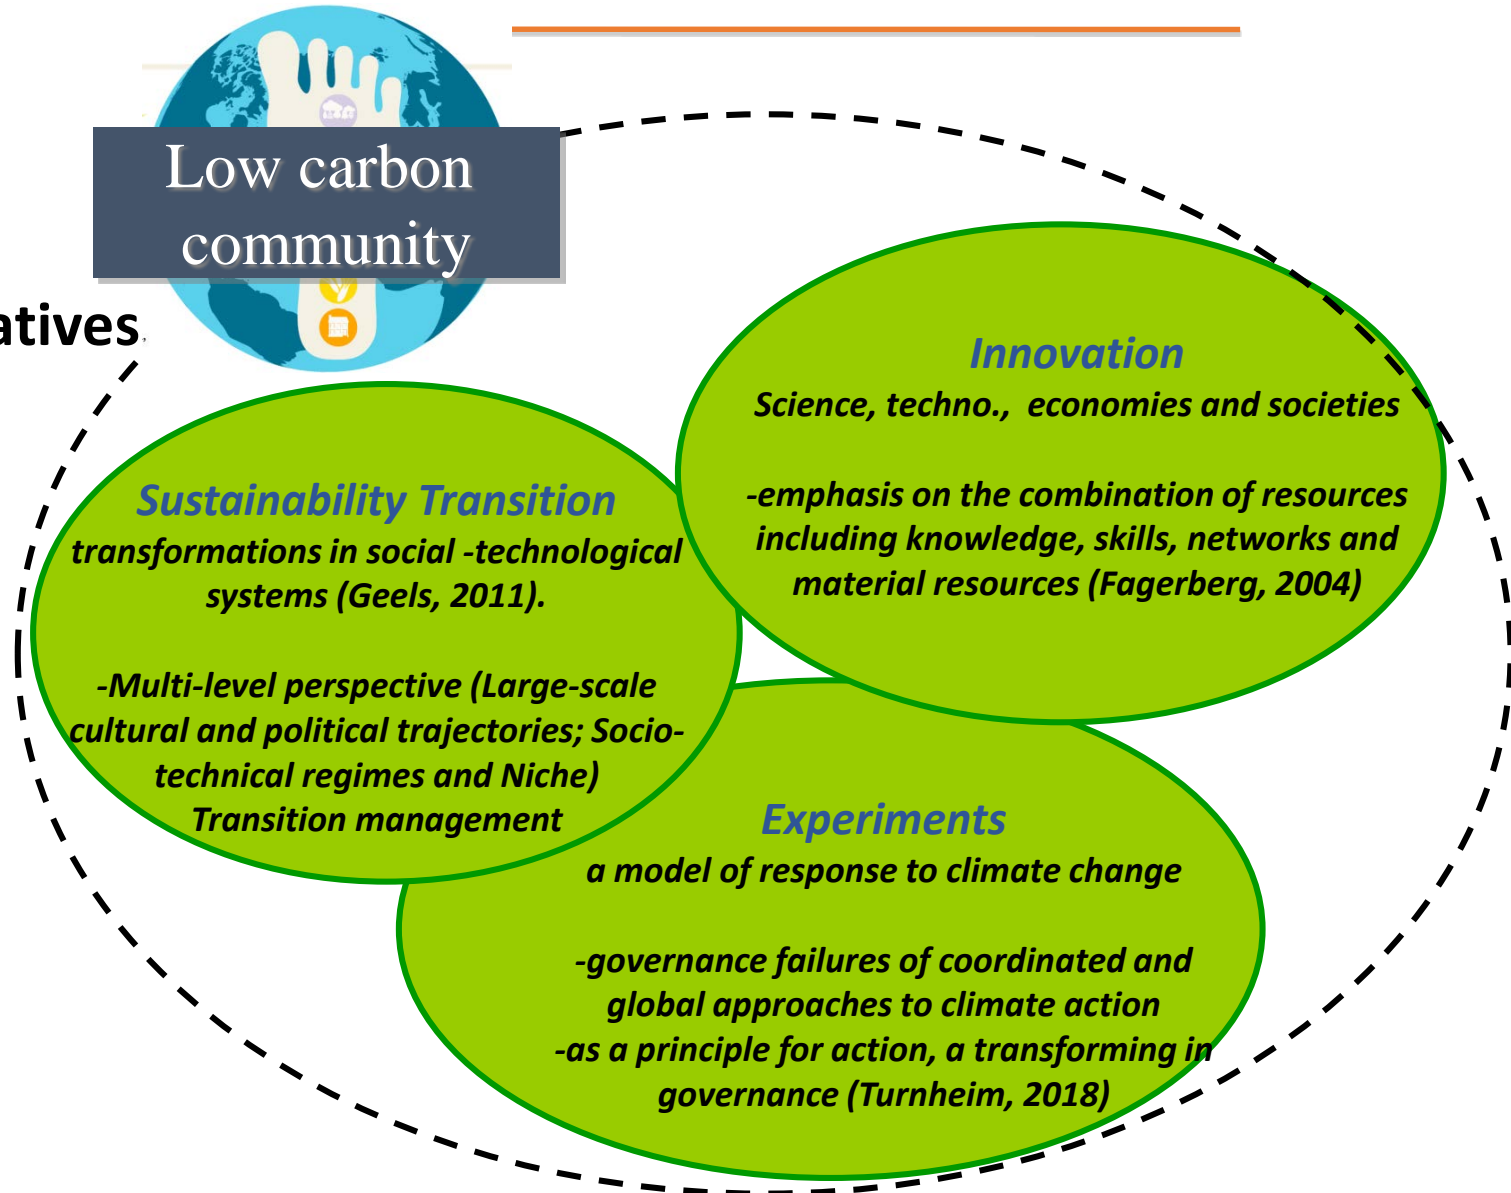 Low carbon
community
atives
Innovation
Science, techno., economies and societies
-emphasis on the combination of resources
including knowledge, skills, networks and
material resources (Fagerberg, 2004)
Sustainability Transition
transformations in social -technological
systems (Geels, 2011).
-Multi-level perspective (Large-scale
cultural and political trajectories; Socio-
technical regimes and Niche)
Transition management
Experiments
a model of response to climate change
-governance failures of coordinated and
global approaches to climate action
-as a principle for action, a transforming in
governance (Turnheim, 2018)